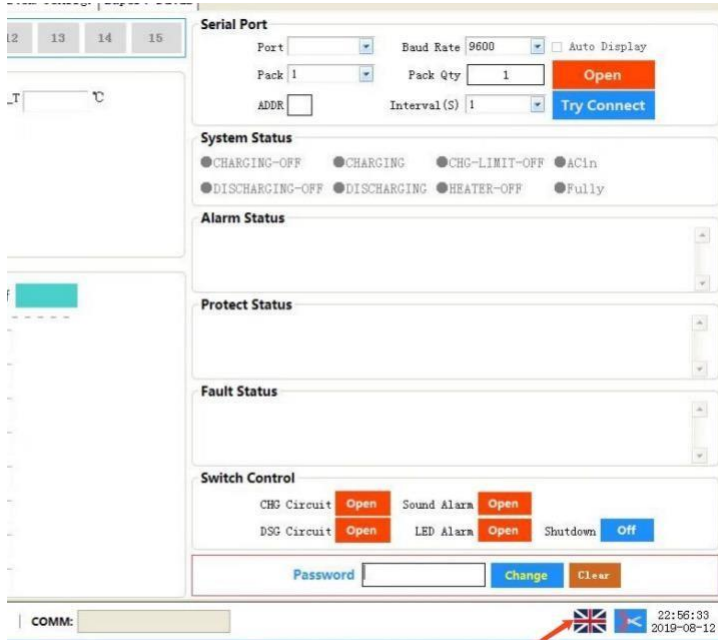 Serial Port
12 13 14 15
Port Baud Rate 9600 Auto Display
Pack 1 Pack Qty 1 Open
_T ℃
ADDR Interval(S) 1 Try Connect
System Status
CHARGING-OFF CHARGING CHG-LIMIT-OFF ACin
DISCHARGING-OFF DISCHARGING HEATER-OFF Fully
Alarm Status
Protect Status
Fault Status
Switch Control
CHG Circuit Open Sound Alarm Open
DSG Circuit Open LED Alarm Open Shutdown Off
Password Change Clear
COMM: 22:56:33
2019-08-12